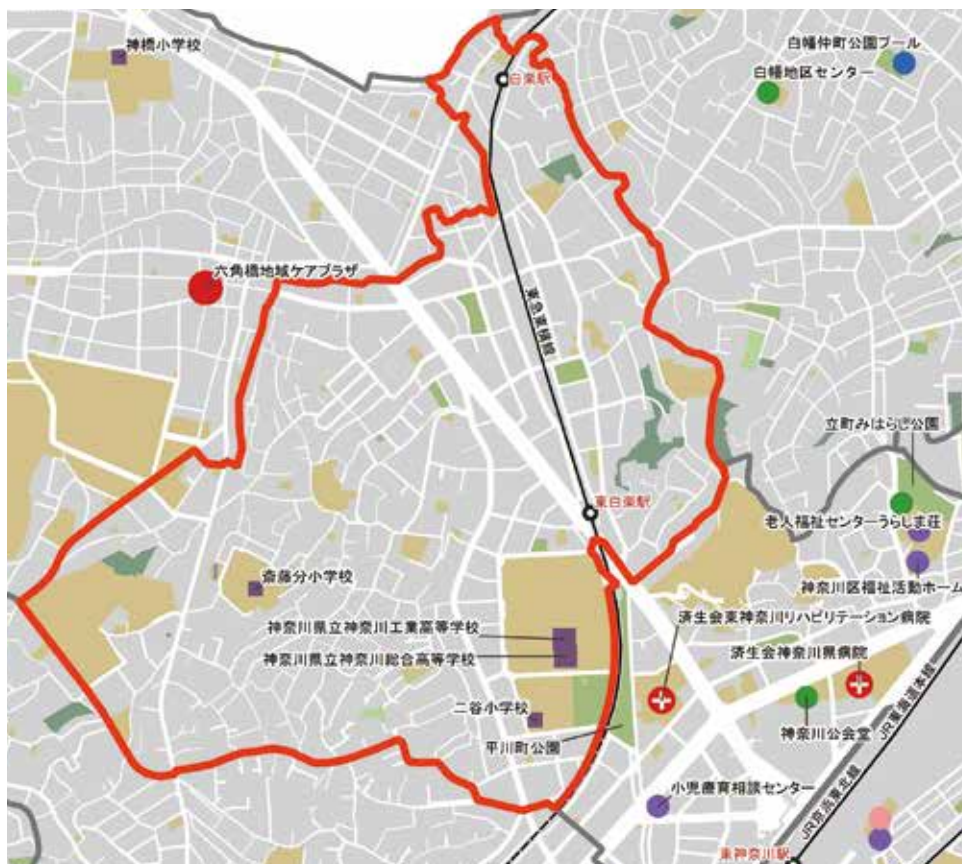 神橋小学校
白幡仲町公園プール
白楽駅
白幡地区センター
六角橋地域ケアプラザ
東急東横線
立町みはらし公園
東白楽駅
老人福祉センターうらしま荘
斎藤分小学校
神奈川区福祉活動ホーム
済生会東神奈川リハビリテーション病院
神奈川県立神奈川工業高等学校
神奈川県立神奈川総合高等学校
済生会神奈川県病院
二谷小学校
平川町公園
神奈川公会堂
JR東海道本線
小児療育相談センター
JR京浜東北線
東神奈川駅